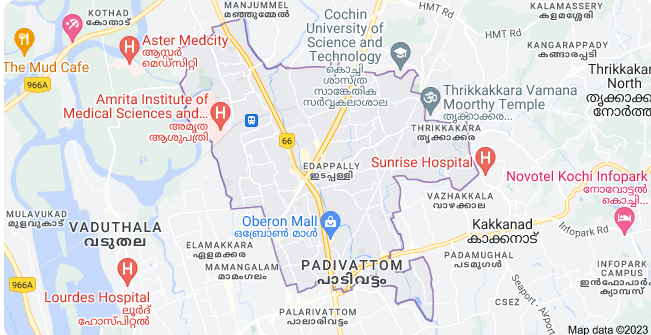 KOTHAD
കോതാട്
MANJUMMEL
മഞ്ഞുമ്മേൽ
Cochin
University of
Science and
Technology
കൊച്ചി
ശാസ്ത്ര
സാങ്കേതിക
സർവ്വകലാശാല
HMT Rd
HMT Rd
KALAMASSERY
കളമശ്ശേരി
KANGARAPPADY
കങ്ങാരപ്പടി
The Mud Cafe
966A
Aster Medcity
ആസ്റ്റർ
മെഡ്സിറ്റി
Amrita Institute of
Medical Sciences and...
അമൃത
ആശുപത്രി
66
Thrikkakkara Vamana
Moorthy Temple
തൃക്കാക്കര...
Thrikkakara
North
തൃക്കാക്ക
നോർത്ത്
THRIKKAKARA
തൃക്കാക്കര
EDAPPALLY
ഇടപ്പള്ളി
Sunrise Hospital
Novotel Kochi Infopark
നോവോട്ടൽ
കൊച്ചി...
VAZHAKKALA
വാഴക്കാല
MULAVUKAD
മുളവുകാട്
VADUTHALA
വടുതല
Oberon Mall
ഒബ്രോൺ മാൾ
Kakkanad
കാക്കനാട്
Infopark Rd
ELAMAKKARA
ഏളമക്കര
MAMANGALAM
മാമംഗലം
PADIVATTOM
പാടിവട്ടം
PADAMUGHAL
പടമുഗൾ
Seaport - Airport
INFOPARK
CAMPUS
ഇൻഫോപാർക്
ക്യാമ്പസ്
966A
Lourdes Hospital
ലൂർദ്
ഹോസ്പിറ്റൽ
PALARIVATTOM
പാലാരിവട്ടം
CSEZ
Map data ©2023